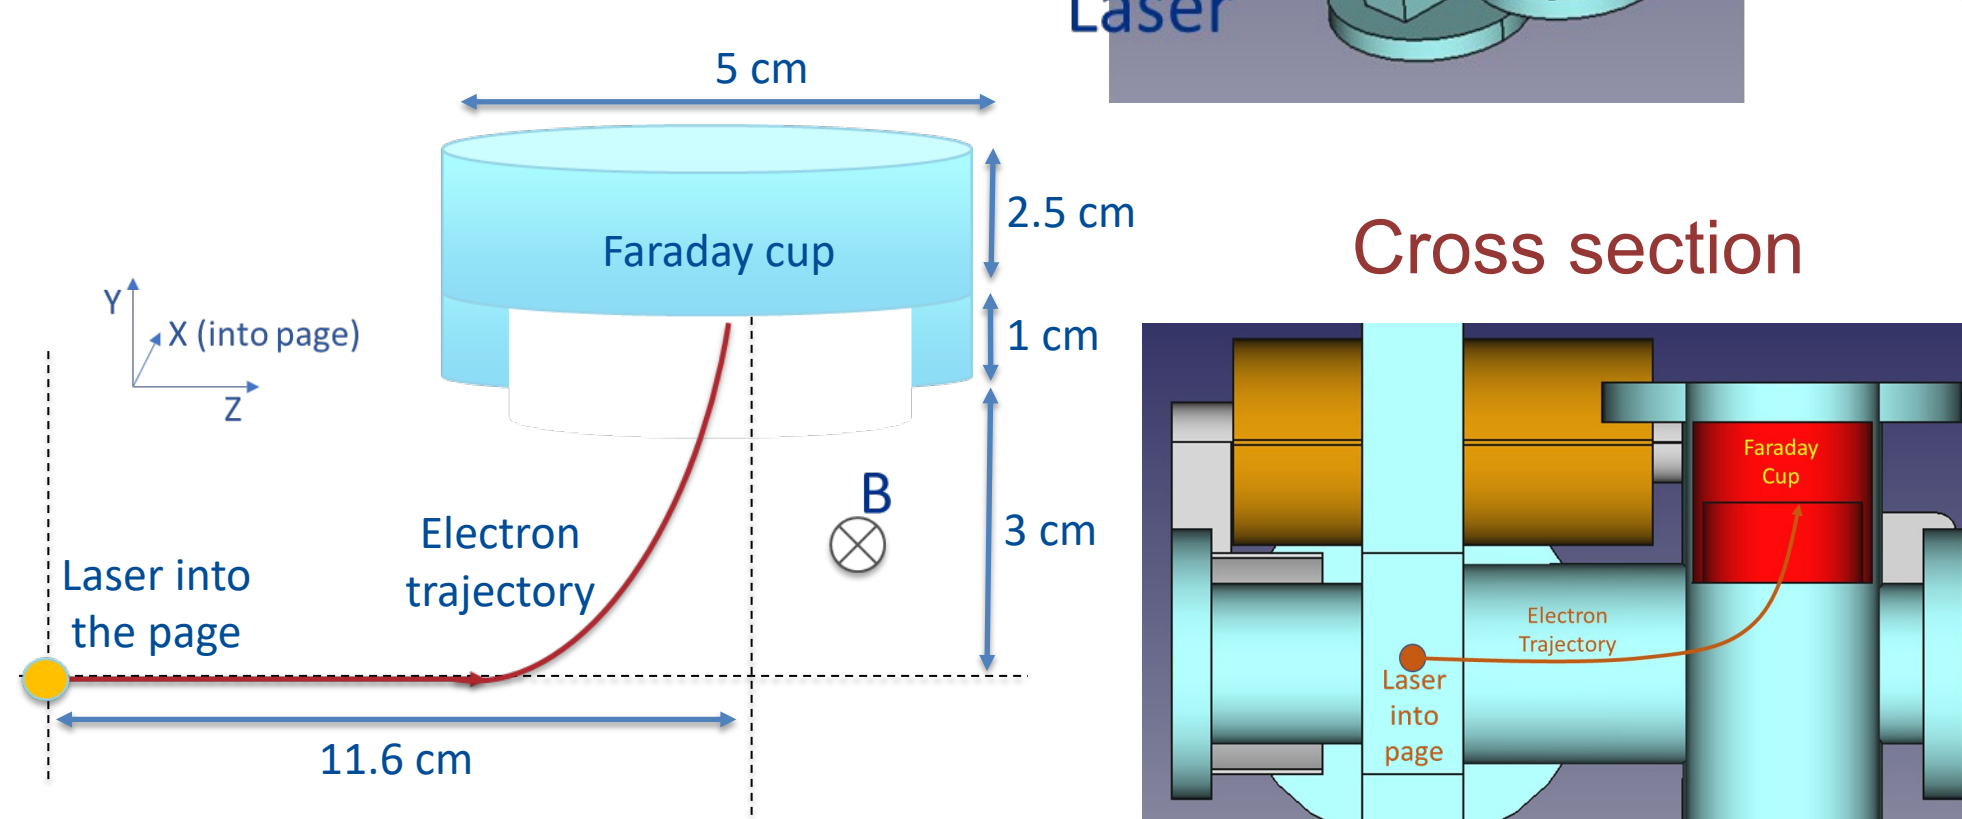 Laser
5 cm
2.5 cm
Faraday cup
Cross section
Y
X (into page)
1 cm
Z
Faraday
Cup
B
Electron
trajectory
3 cm
Laser into
the page
Electron
Trajectory
Laser
into
page
11.6 cm